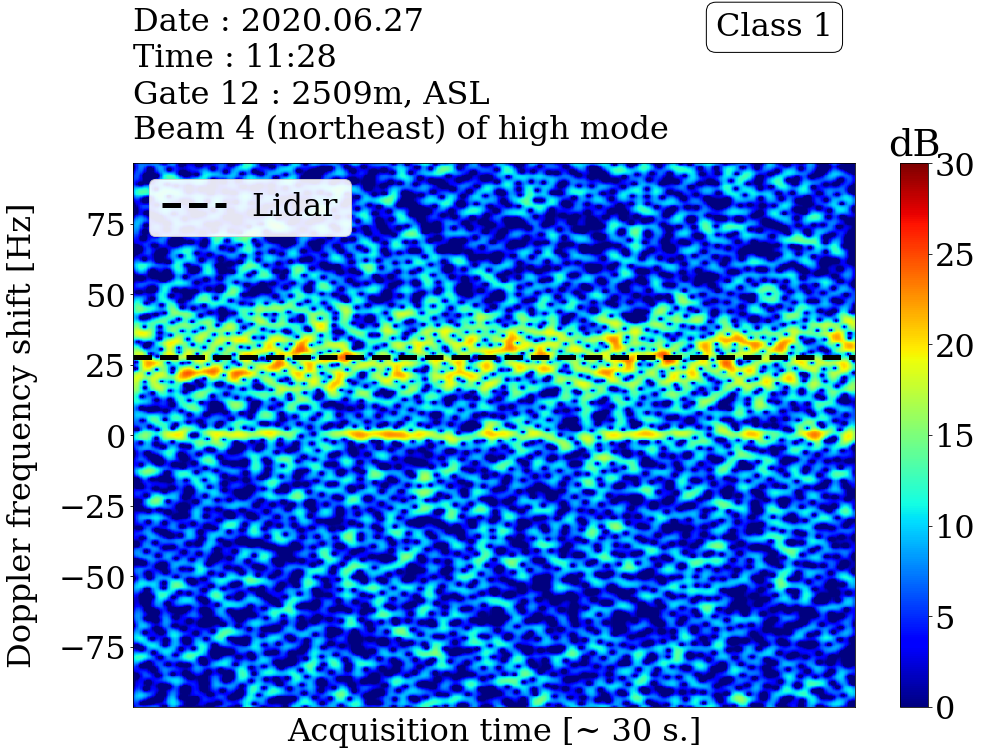 Date : 2020.06.27
Time : 11:28
Gate 12 : 2509m, ASL
Beam 4 (northeast) of high mode
Class 1
dB
Lidar
Doppler frequency shift [Hz]
75
50
25
0
−25
−50
−75
Acquisition time [~ 30 s.]
30
25
20
15
10
5
0